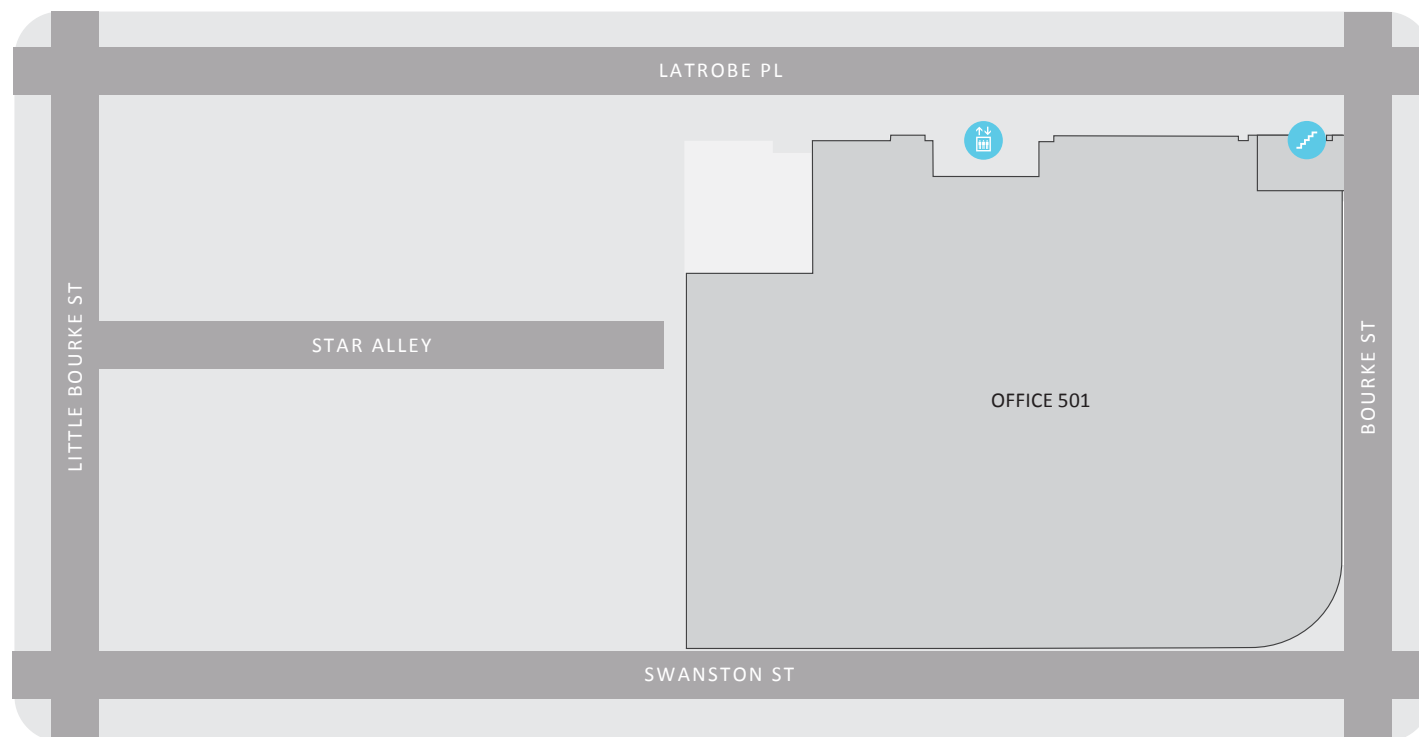 LATROBE PL
LITTLE BOURKE ST
STAR ALLEY
OFFICE 501
BOURKE ST
SWANSTON ST